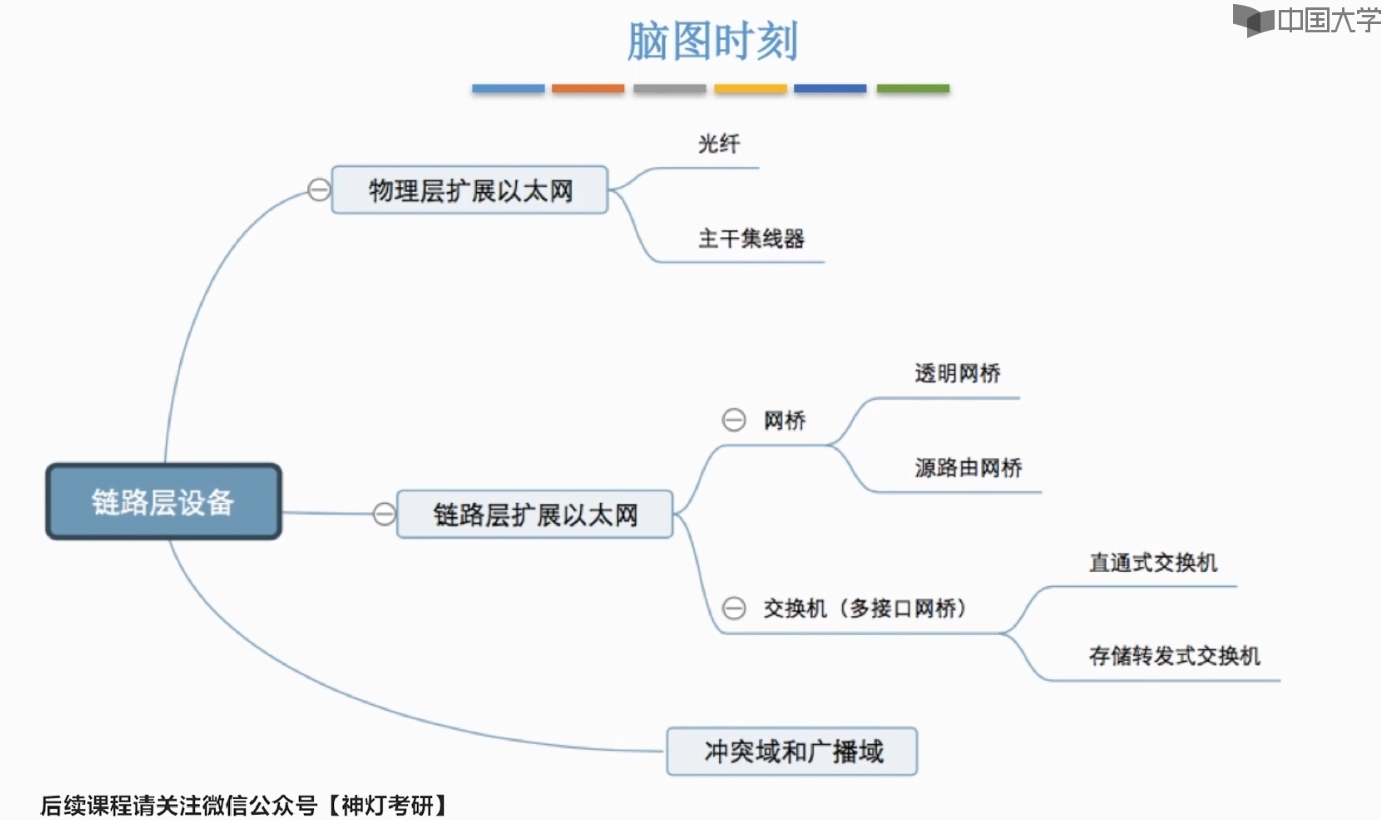 中国大学
脑图时刻
光纤
物理层扩展以太网
主干集线器
透明网桥
网桥
源路由网桥
链路层设备
链路层扩展以太网
直通式交换机
交换机（多接口网桥）
存储转发式交换机
冲突域和广播域
后续课程请关注微信公众号【神灯考研】